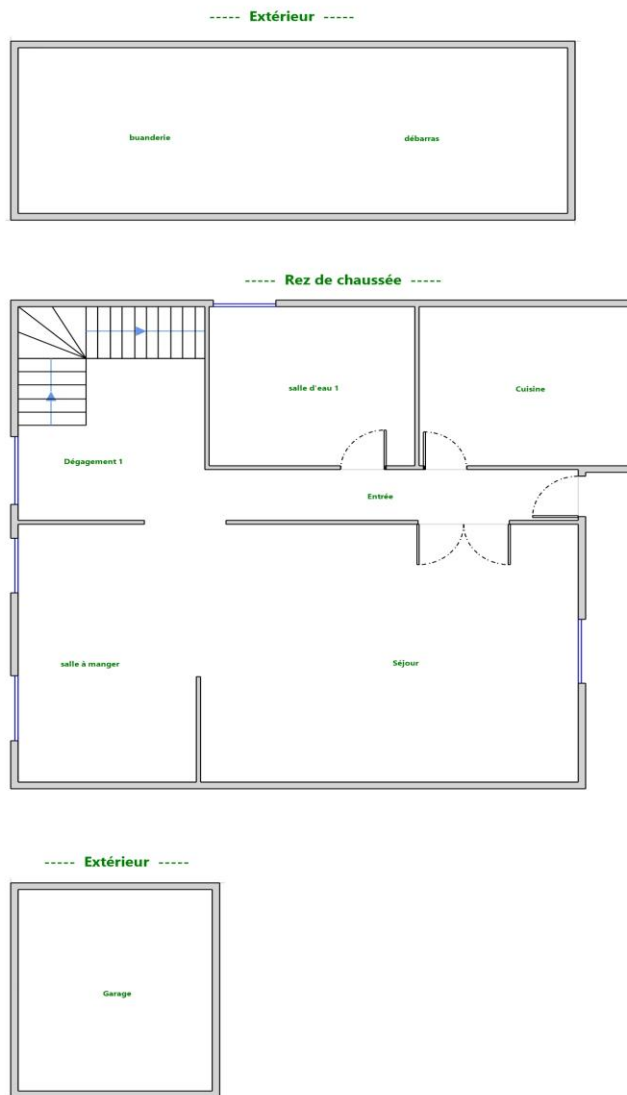 ----- Extérieur -----
buanderie
débarras
----- Rez de chaussée -----
salle d'eau 1
Cuisine
Dégagement 1
Entrée
salle à manger
Séjour
----- Extérieur -----
Garage